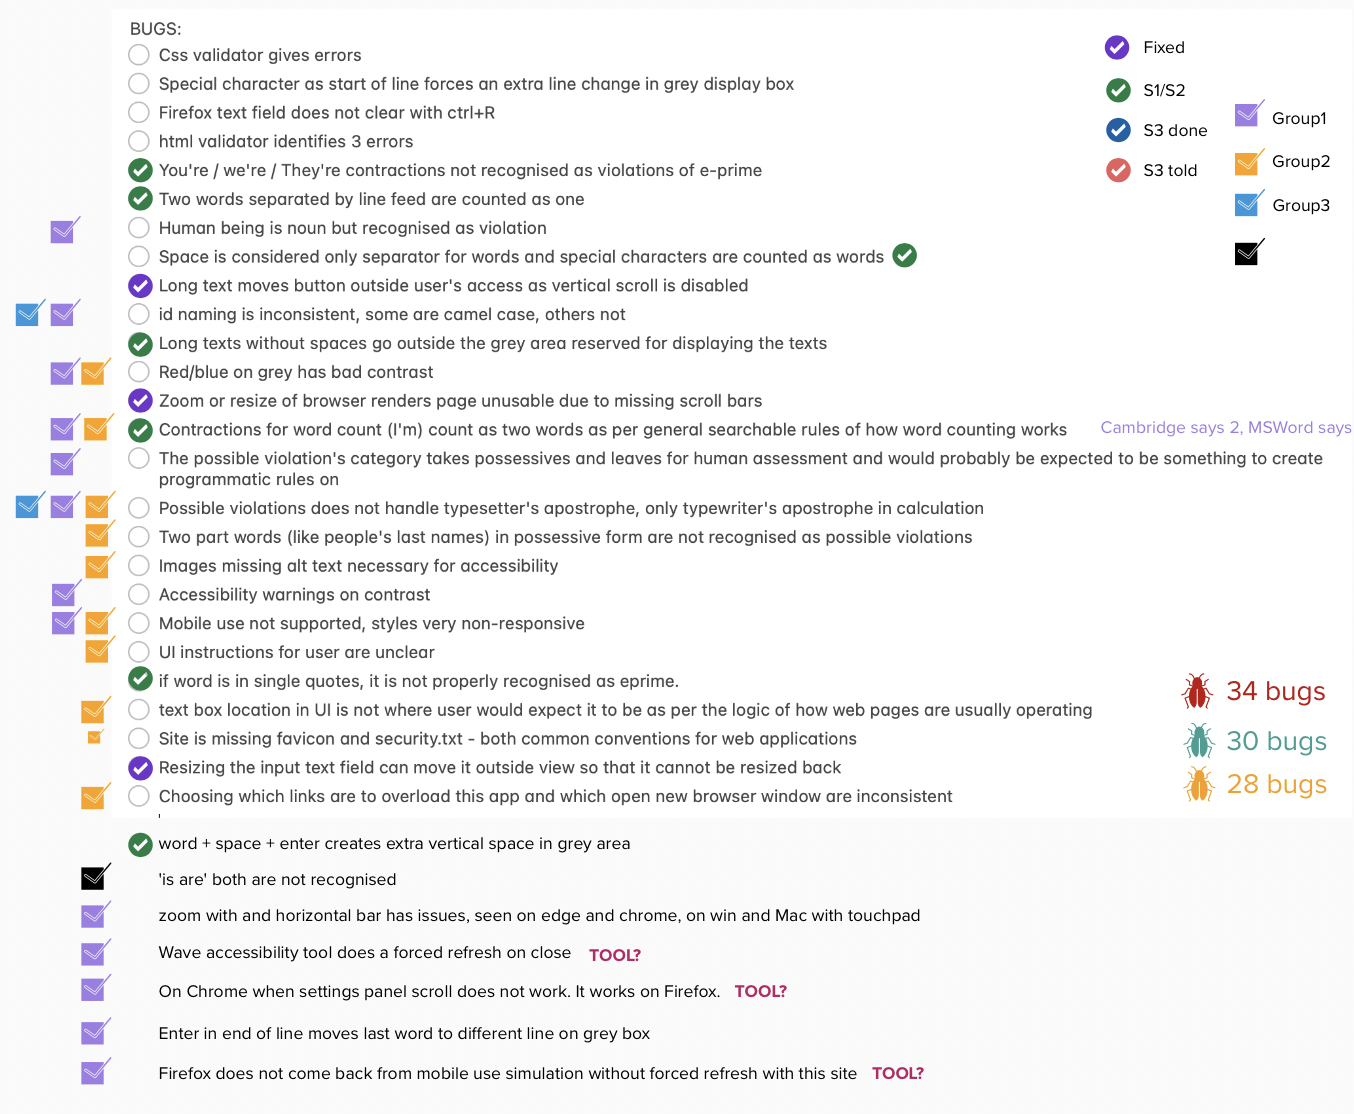 BUGS:
Css validator gives errors
Special character as start of line forces an extra line change in grey display box
Firefox text field does not clear with ctrl+R
html validator identifies 3 errors
You're / we're / They're contractions not recognised as violations of e-prime
Two words separated by line feed are counted as one
Human being is noun but recognised as violation
Space is considered only separator for words and special characters are counted as words
Long text moves button outside user's access as vertical scroll is disabled
id naming is inconsistent, some are camel case, others not
Long texts without spaces go outside the grey area reserved for displaying the texts
Red/blue on grey has bad contrast
Zoom or resize of browser renders page unusable due to missing scroll bars
Contractions for word count (I'm) count as two words as per general searchable rules of how word counting works
Cambridge says 2, MSWord says
The possible violation's category takes possessives and leaves for human assessment and would probably be expected to be something to create
programmatic rules on
Possible violations does not handle typesetter's apostrophe, only typewriter's apostrophe in calculation
Two part words (like people's last names) in possessive form are not recognised as possible violations
Images missing alt text necessary for accessibility
Accessibility warnings on contrast
Mobile use not supported, styles very non-responsive
UI instructions for user are unclear
if word is in single quotes, it is not properly recognised as eprime.
text box location in UI is not where user would expect it to be as per the logic of how web pages are usually operating
Site is missing favicon and security.txt - both common conventions for web applications
Resizing the input text field can move it outside view so that it cannot be resized back
Choosing which links are to overload this app and which open new browser window are inconsistent
word + space + enter creates extra vertical space in grey area
'is are' both are not recognised
zoom with and horizontal bar has issues, seen on edge and chrome, on win and Mac with touchpad
Wave accessibility tool does a forced refresh on close TOOL?
On Chrome when settings panel scroll does not work. It works on Firefox. TOOL?
Enter in end of line moves last word to different line on grey box
Firefox does not come back from mobile use simulation without forced refresh with this site TOOL?
Fixed
S1/S2
S3 done
S3 told
Group1
Group2
Group3
34 bugs
30 bugs
28 bugs